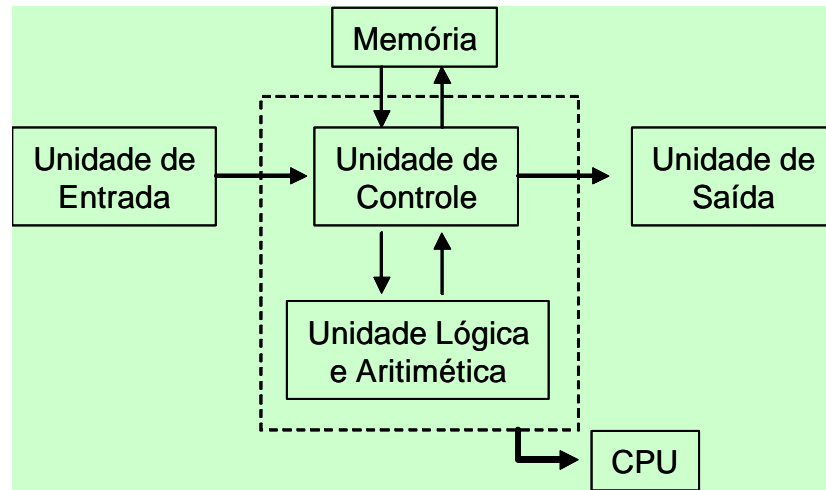 Memória
Unidade de
Entrada
Unidade de
Controle
Unidade de
Saída
Unidade Lógica
e Aritimética
CPU